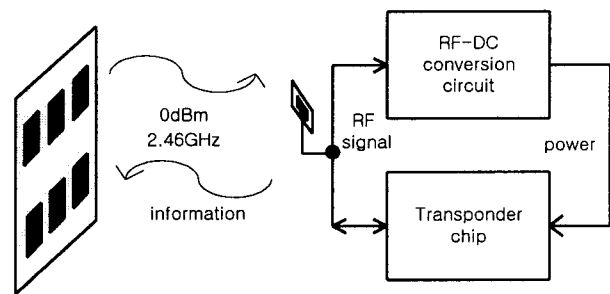 0dBm
2.46GHz
information
RF
signal
RF-DC
conversion
circuit
power
Transponder
chip